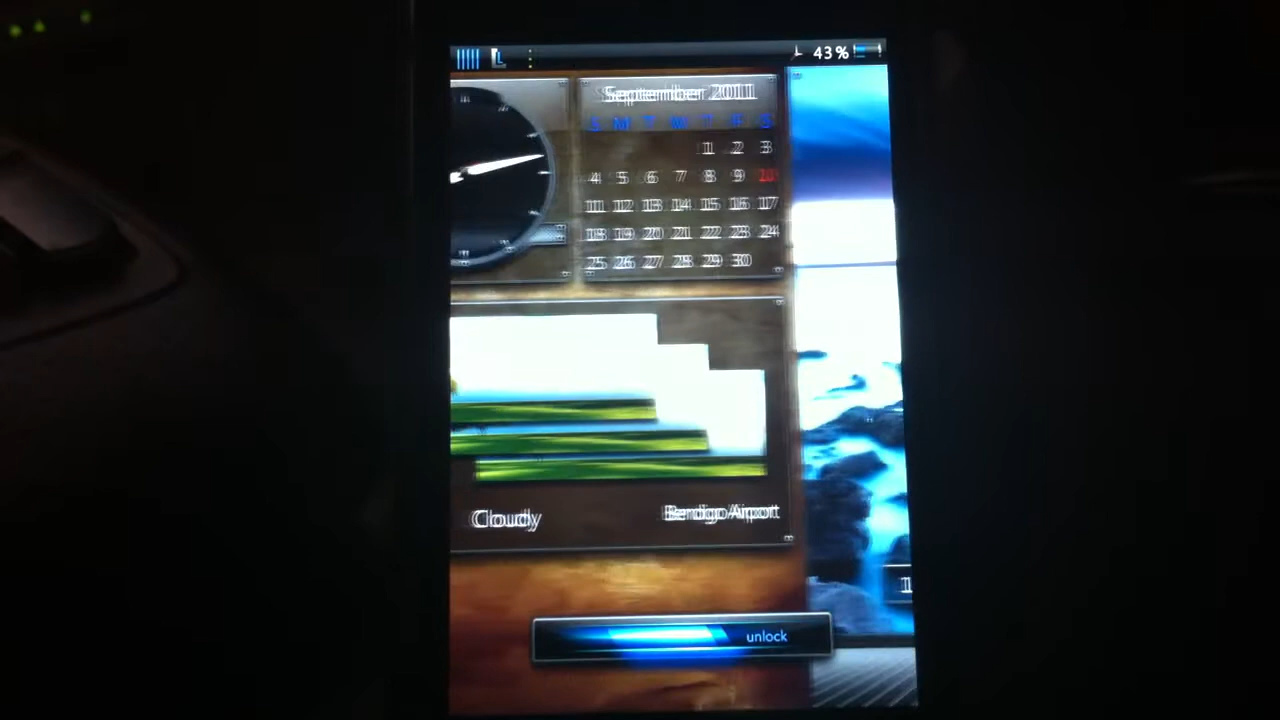 43%
September 2011
S M T W T F S
1 2 3
4 5 6 7 8 9 10
11 12 13 14 15 16 17
18 19 20 21 22 23 24
25 26 27 28 29 30
Cloudy
Bendigo Airport
unlock